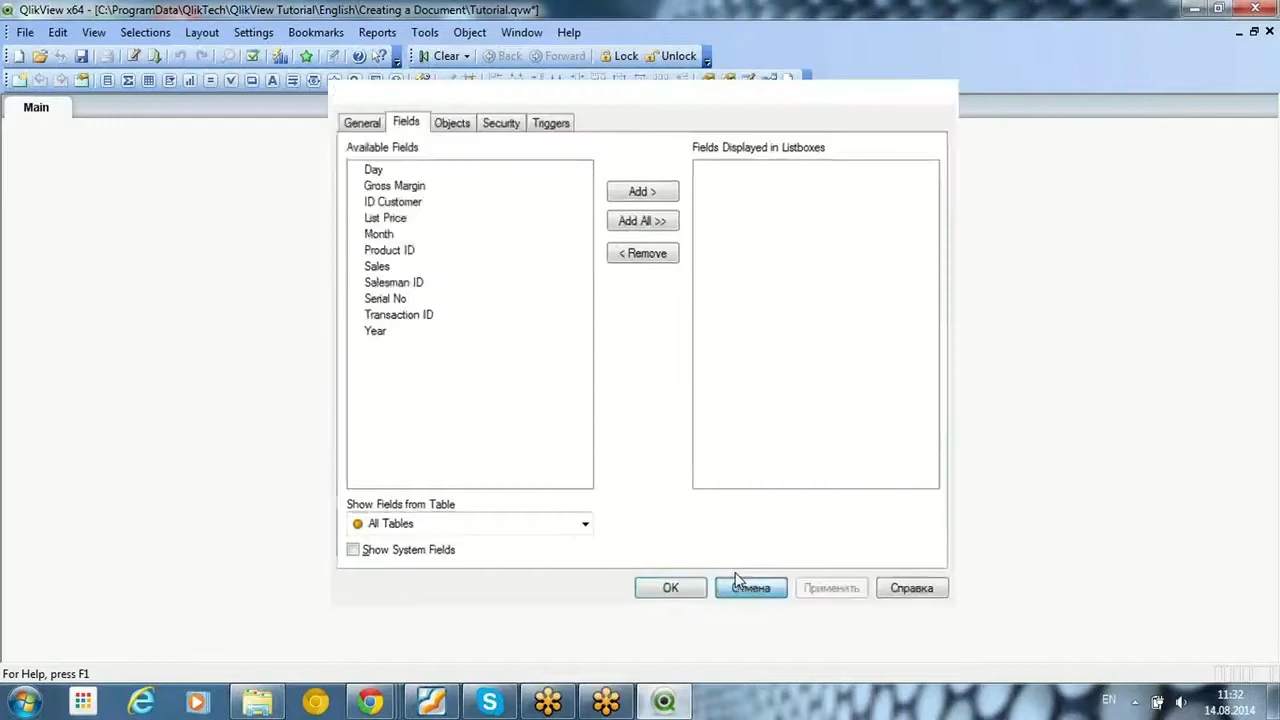 QlikView x64 - [C:\ProgramData\QlikTech\QlikView Tutorial\English\Creating a Document\Tutorial.qvw*]
File Edit View Selections Layout Settings Bookmarks Reports Tools Object Window Help
Clear Back Forward Lock Unlock
Main
General Fields Objects Security Triggers
Available Fields
Fields Displayed in Listboxes
Day
Gross Margin
ID Customer
List Price
Month
Product ID
Sales
Salesman ID
Serial No
Transaction ID
Year
Add >
Add All >>
< Remove
Show Fields from Table
All Tables
Show System Fields
OK Отмена Применить Справка
For Help, press F1
EN
11:32
14.08.2014